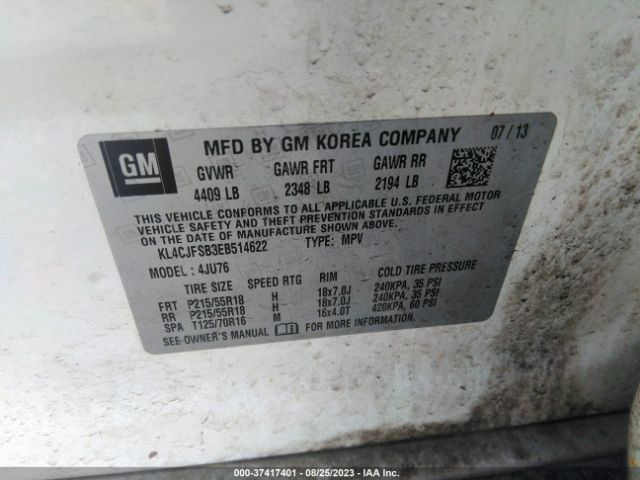 GM
MFD BY GM KOREA COMPANY 07/13
GVWR GAWR FRT GAWR RR
4409 LB 2348 LB 2194 LB
THIS VEHICLE CONFORMS TO ALL APPLICABLE U.S. FEDERAL MOTOR
VEHICLE SAFETY AND THEFT PREVENTION STANDARDS IN EFFECT
ON THE DATE OF MANUFACTURE SHOWN ABOVE.
KL4CJFSB3EB514622 TYPE: MPV
MODEL: 4JU76
TIRE SIZE SPEED RTG RIM COLD TIRE PRESSURE
FRT P215/55R18 H 18x7.0J 240KPA, 35 PSI
RR P215/55R18 H 18x7.0J 240KPA, 35 PSI
SPA T125/70R16 M 16x4.0T 420KPA, 60 PSI
SEE OWNER'S MANUAL FOR MORE INFORMATION.
000-37417401 - 08/25/2023 - IAA Inc.